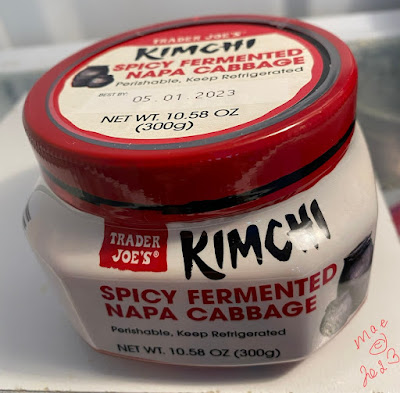 TRADER JOE'S
KIMCHI
SPICY FERMENTED
NAPA CABBAGE
Perishable, Keep Refrigerated
BEST BY: 05.01.2023
NET WT. 10.58 OZ
(300g)
TRADER
JOE'S®
KIMCHI
SPICY FERMENTED
NAPA CABBAGE
Perishable, Keep Refrigerated
NET WT. 10.58 OZ (300g)
mae
©
2023